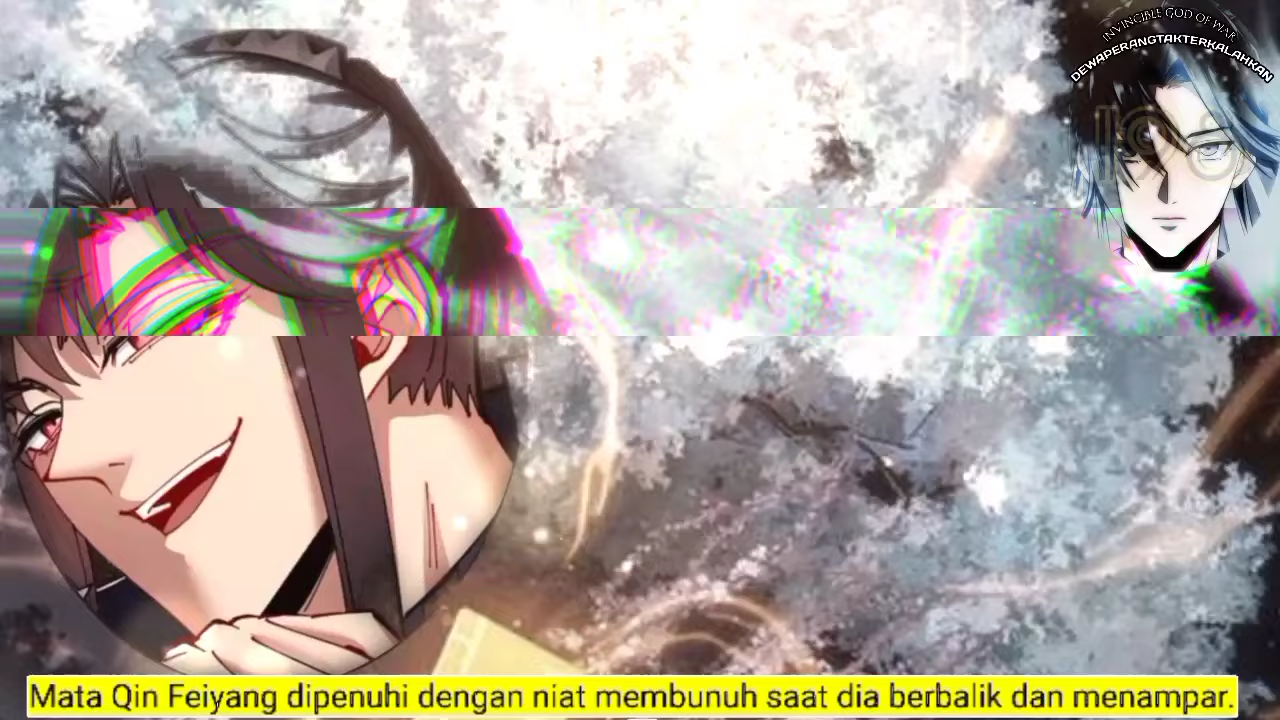 INVINCIBLE GOD OF WAR
DEWAPERANGTAKTERKALAHKAN
Mata Qin Feiyang dipenuhi dengan niat membunuh saat dia berbalik dan menampar.